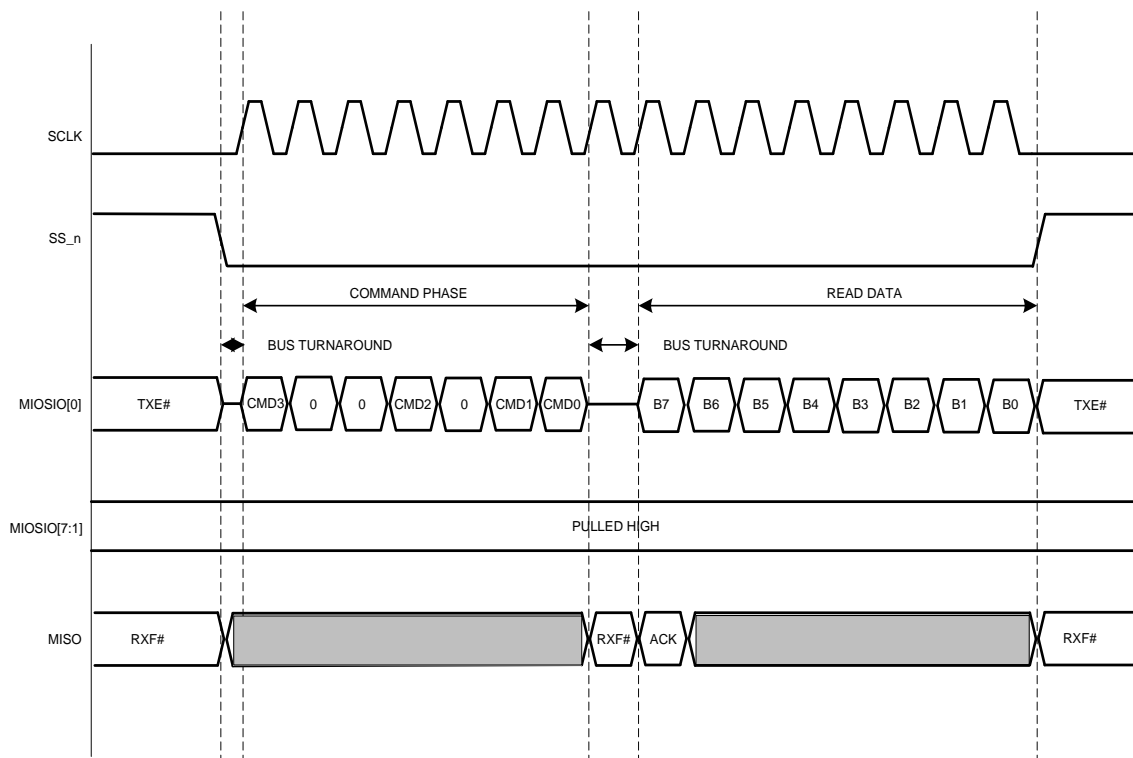 SCLK
SS_n
COMMAND PHASE READ DATA
BUS TURNAROUND BUS TURNAROUND
MIOSIO[0] TXE# CMD3 0 0 CMD2 0 CMD1 CMD0 B7 B6 B5 B4 B3 B2 B1 B0 TXE#
MIOSIO[7:1] PULLED HIGH
MISO RXF# RXF# ACK RXF#